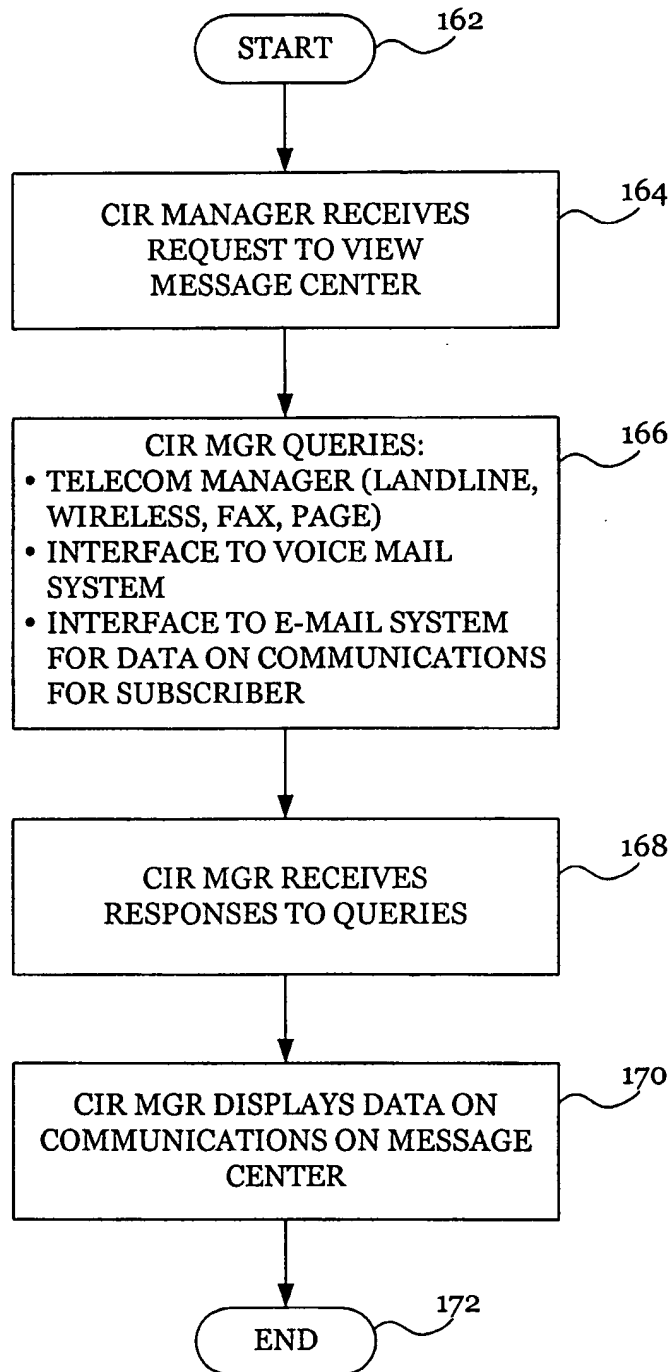 START
162
CIR MANAGER RECEIVES
REQUEST TO VIEW
MESSAGE CENTER
164
CIR MGR QUERIES:
• TELECOM MANAGER (LANDLINE,
WIRELESS, FAX, PAGE)
• INTERFACE TO VOICE MAIL
SYSTEM
• INTERFACE TO E-MAIL SYSTEM
FOR DATA ON COMMUNICATIONS
FOR SUBSCRIBER
166
CIR MGR RECEIVES
RESPONSES TO QUERIES
168
CIR MGR DISPLAYS DATA ON
COMMUNICATIONS ON MESSAGE
CENTER
170
END
172